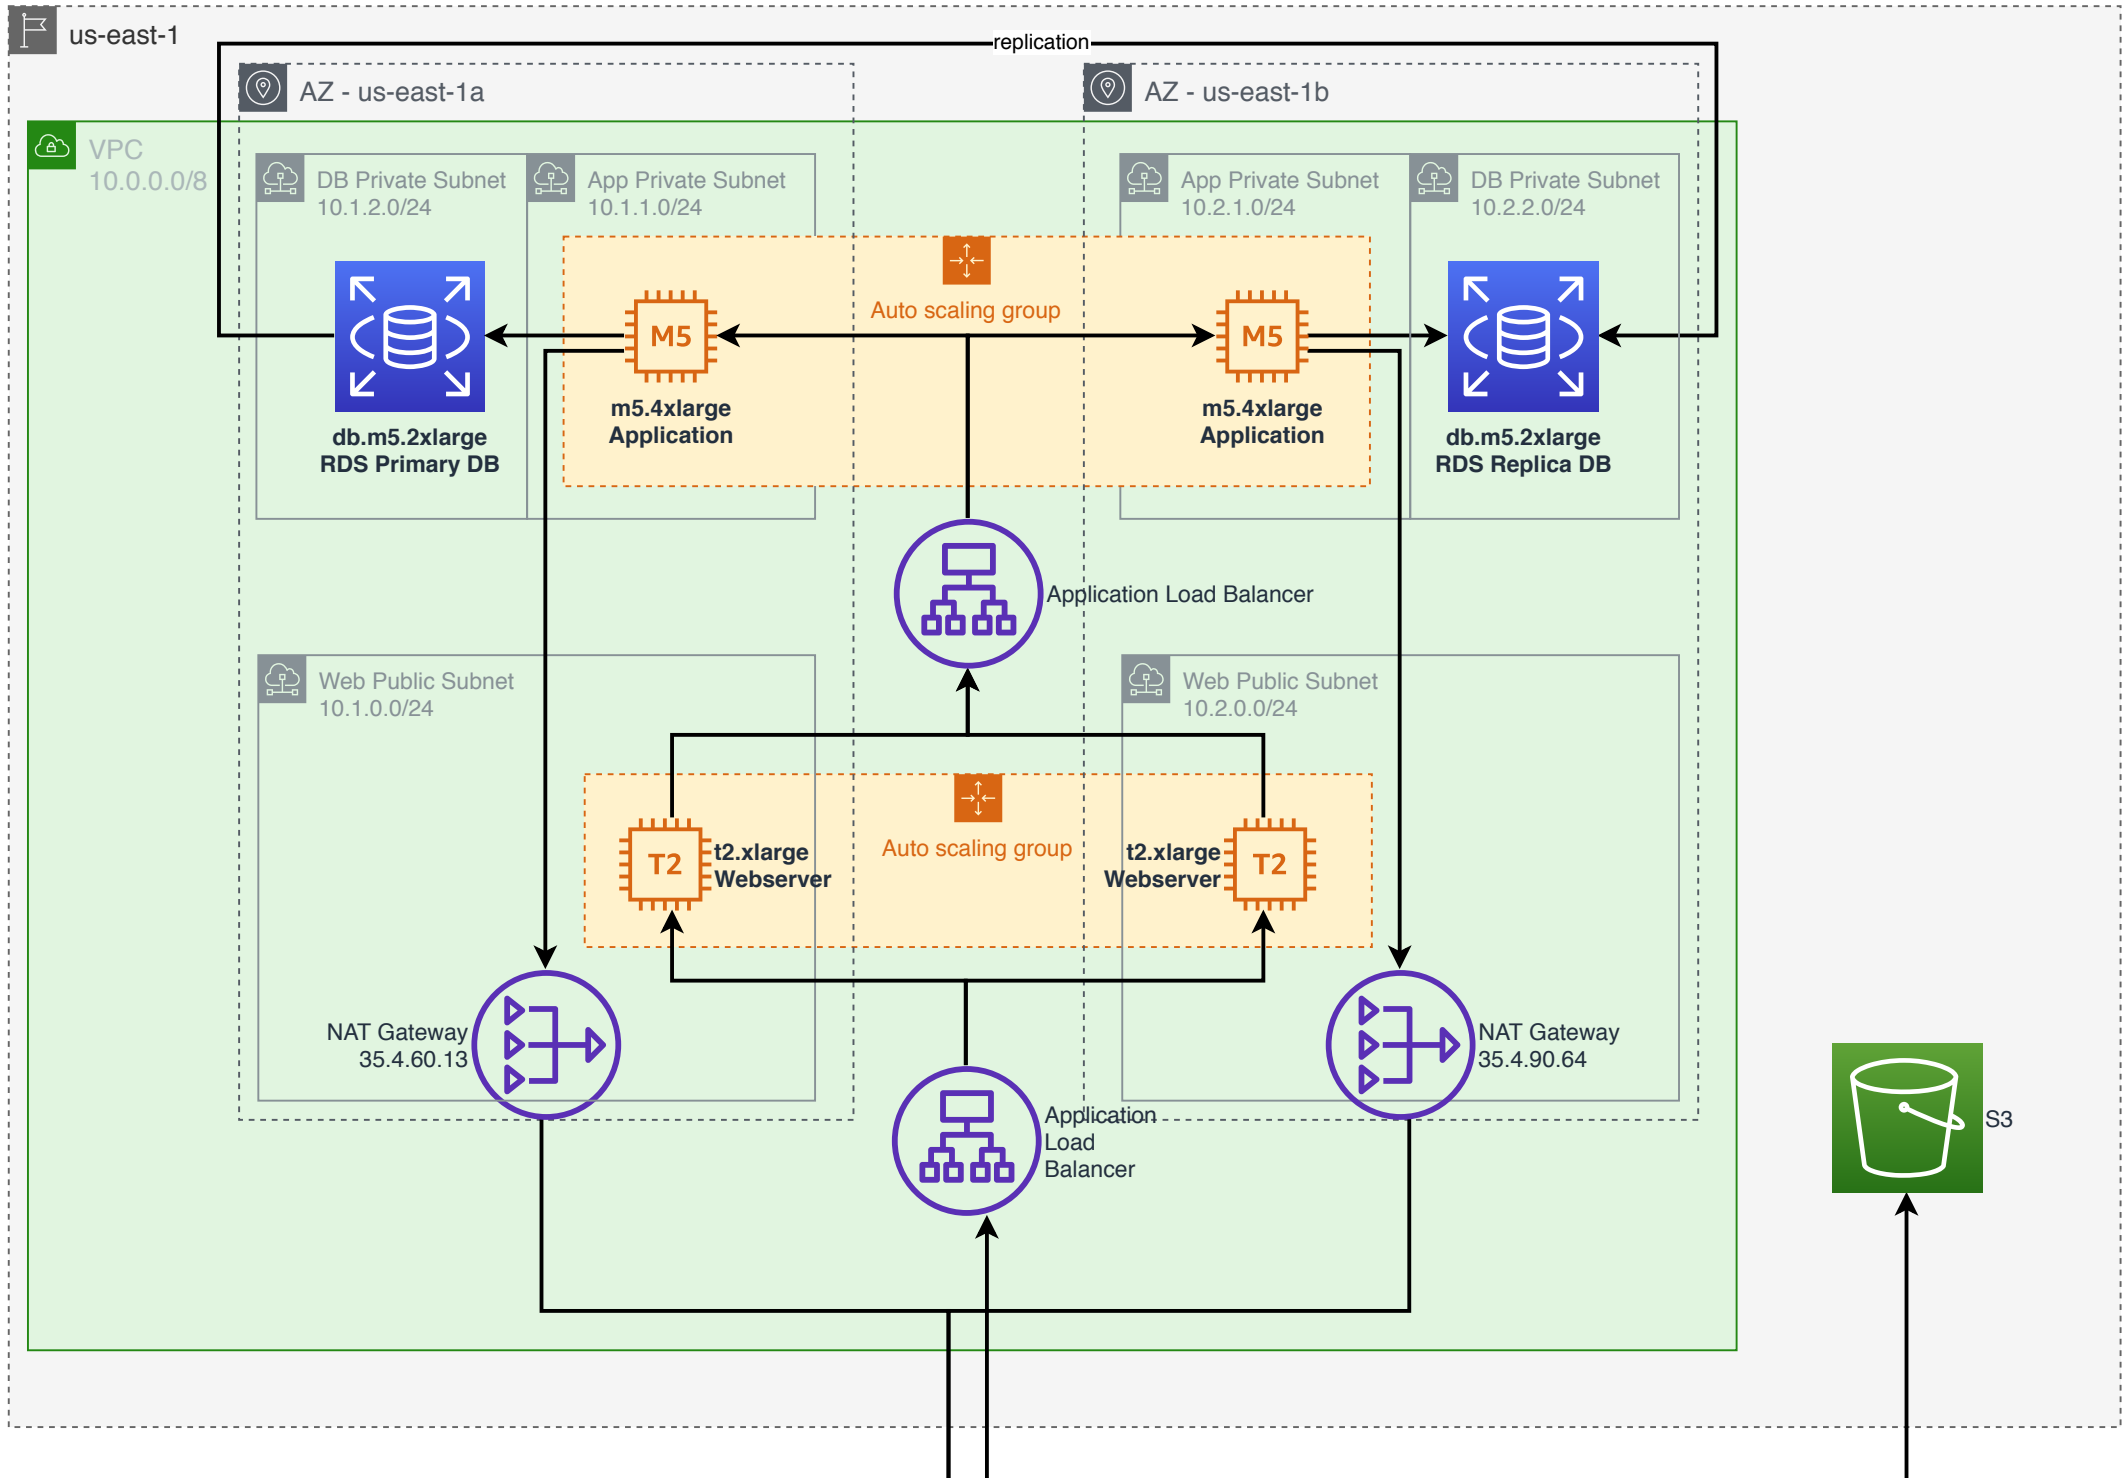 us-east-1
replication
AZ - us-east-1a
AZ - us-east-1b
VPC
10.0.0.0/8
DB Private Subnet
10.1.2.0/24
App Private Subnet
10.1.1.0/24
App Private Subnet
10.2.1.0/24
DB Private Subnet
10.2.2.0/24
Auto scaling group
M5
M5
m5.4xlarge
Application
m5.4xlarge
Application
db.m5.2xlarge
RDS Primary DB
db.m5.2xlarge
RDS Replica DB
Application Load Balancer
Web Public Subnet
10.1.0.0/24
Web Public Subnet
10.2.0.0/24
Auto scaling group
T2
t2.xlarge
Webserver
t2.xlarge
Webserver
T2
NAT Gateway
35.4.60.13
NAT Gateway
35.4.90.64
Application
Load
Balancer
S3